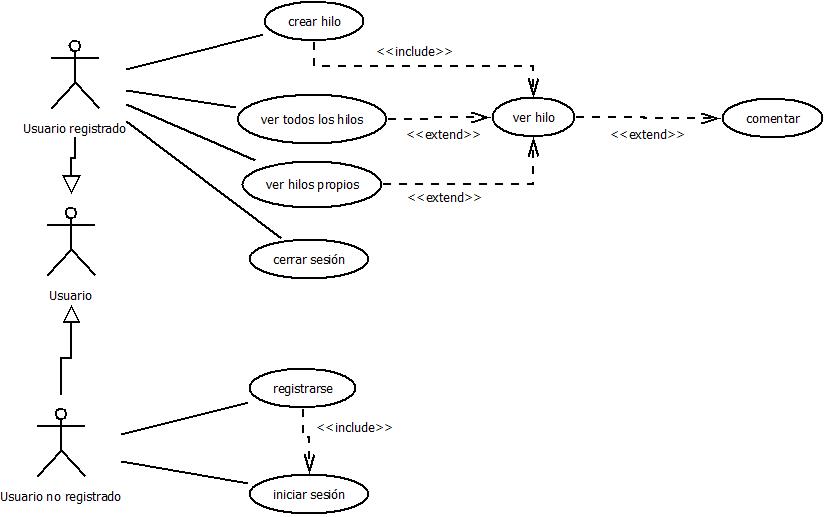 crear hilo
<<include>>
Usuario registrado
ver todos los hilos
<<extend>>
ver hilo
<<extend>>
comentar
ver hilos propios
<<extend>>
cerrar sesión
Usuario
registrarse
<<include>>
Usuario no registrado
iniciar sesión